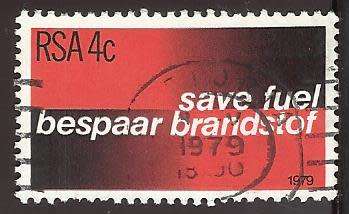 RSA 4c
save fuel
bespaar brandstof
1979
1979